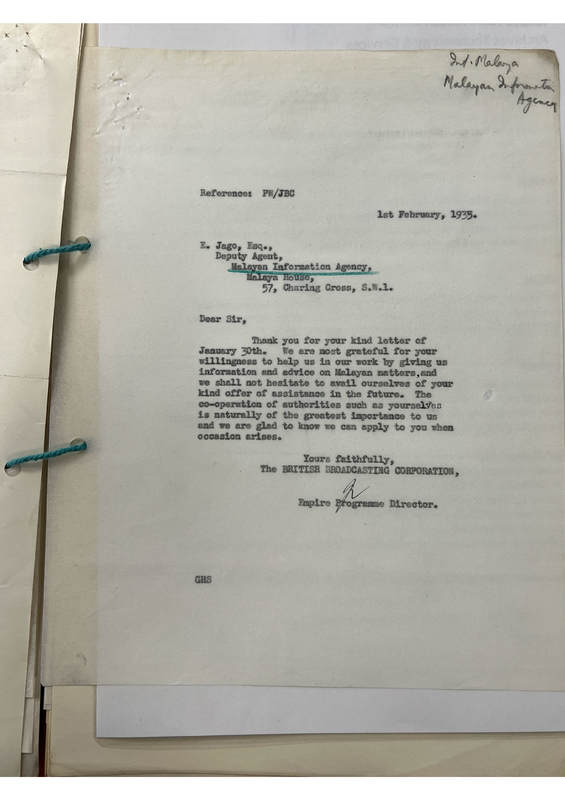 Inf. Malaya
Malayan Information
Agency
Reference: PW/JBC
1st February, 1935.
E. Jago, Esq.,
Deputy Agent,
Malayan Information Agency,
Malaya House,
57, Charing Cross, S.W.1.
Dear Sir,
Thank you for your kind letter of
January 30th. We are most grateful for your
willingness to help us in our work by giving us
information and advice on Malayan matters,and
we shall not hesitate to avail ourselves of your
kind offer of assistance in the future. The
co-operation of authorities such as yourselves
is naturally of the greatest importance to us
and we are glad to know we can apply to you when
occasion arises.
Yours faithfully,
The BRITISH BROADCASTING CORPORATION,
Empire Programme Director.
GHS